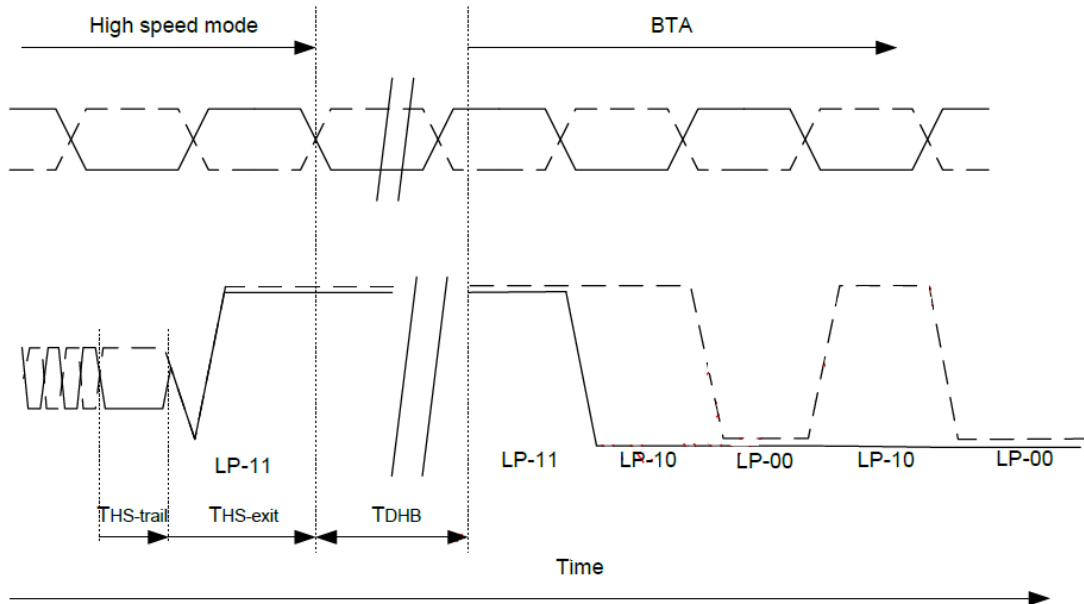 High speed mode
BTA
LP-11
LP-11
LP-10
LP-00
LP-10
LP-00
THS-trail
THS-exit
TDHB
Time